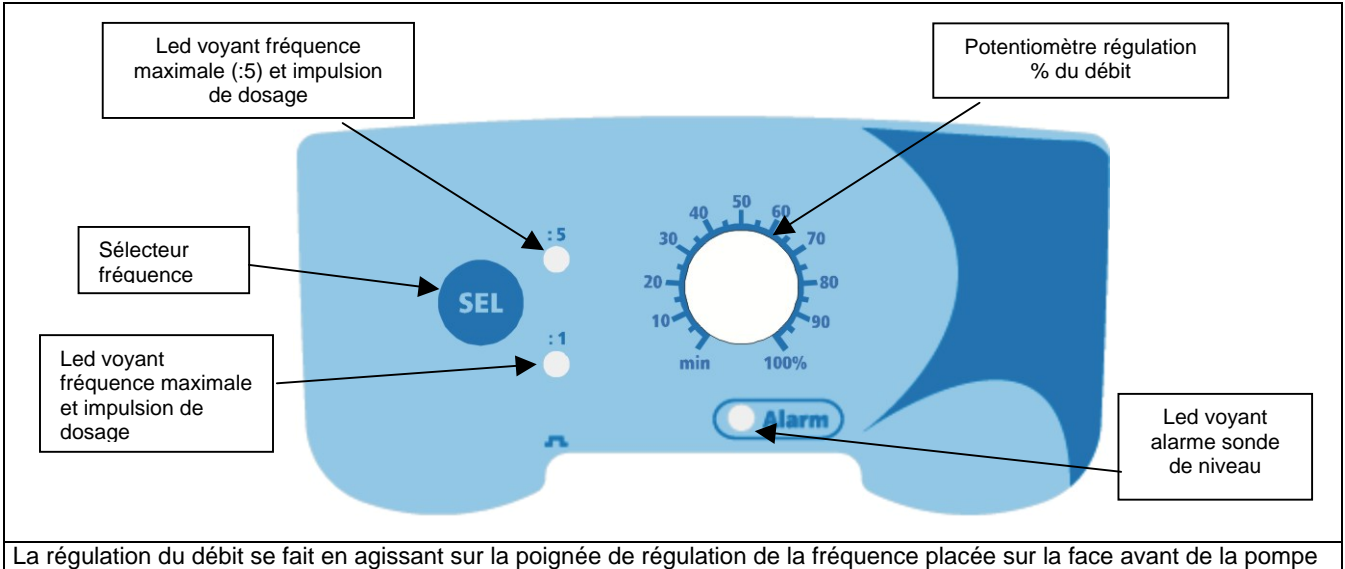 Led voyant fréquence
maximale (:5) et impulsion
de dosage
Potentiomètre régulation
% du débit
Sélecteur
fréquence
Led voyant
fréquence maximale
et impulsion de
dosage
Led voyant
alarme sonde
de niveau
: 5
SEL
: 1
min
10
20
30
40
50
60
70
80
90
100%
Alarm
La régulation du débit se fait en agissant sur la poignée de régulation de la fréquence placée sur la face avant de la pompe